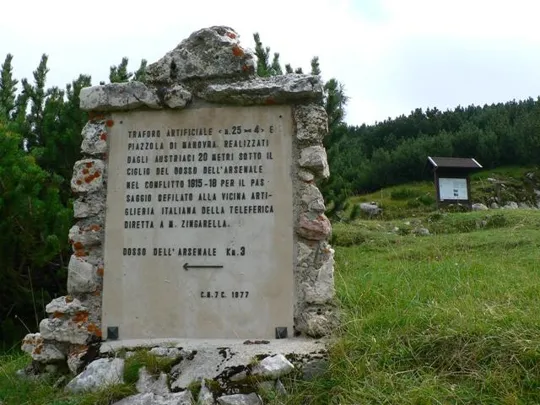 TRAFORO ARTIFICIALE <m.25×4> E
PIAZZOLA DI MANOVRA REALIZZATI
DAGLI AUSTRIACI 20 METRI SOTTO IL
CIGLIO DEL DOSSO DELL'ARSENALE
NEL CONFLITTO 1915-18 PER IL PAS
SAGGIO DEFILATO ALLA VICINA ARTI-
GLIERIA ITALIANA DELLA TELEFERICA
DIRETTA A M. ZINGARELLA.
DOSSO DELL'ARSENALE Km.3
←
C.B.7 C. 1977